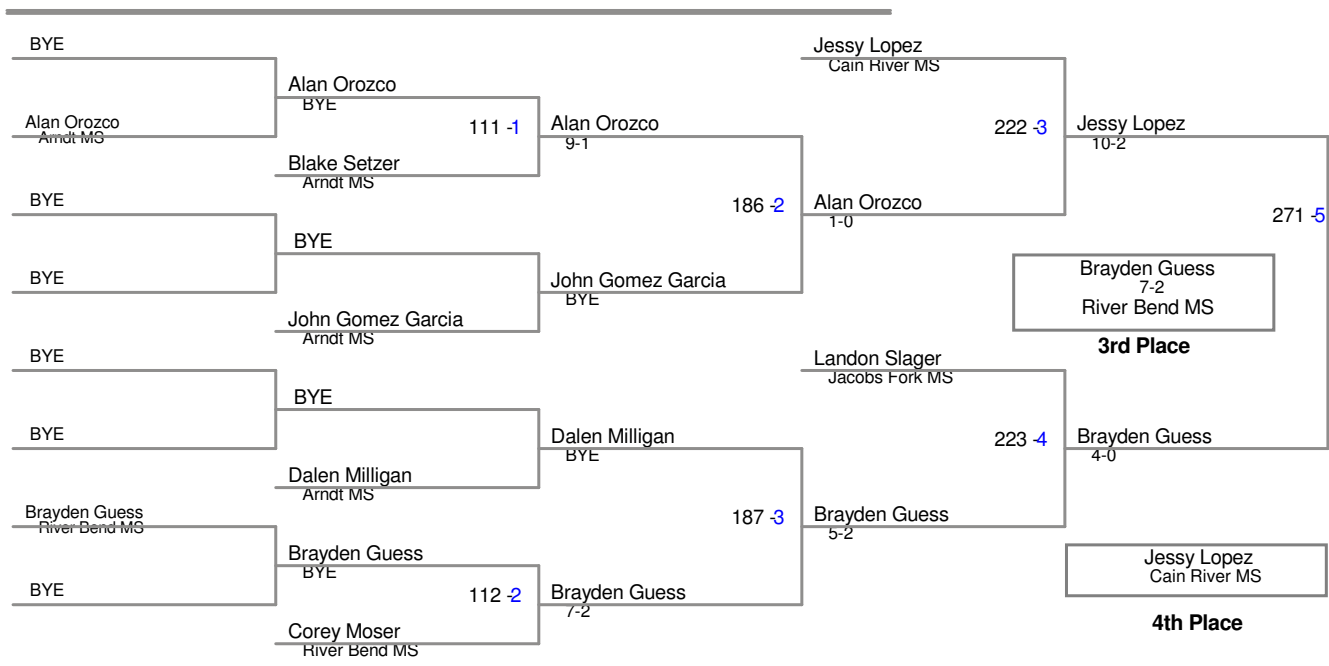 BYE
Alan Orozco
Arndt MS
BYE
BYE
BYE
BYE
Brayden Guess
River Bend MS
BYE
Alan Orozco
BYE
111 -1
Blake Setzer
Arndt MS
BYE
John Gomez Garcia
Arndt MS
BYE
Dalen Milligan
Arndt MS
Brayden Guess
BYE
112 -2
Corey Moser
River Bend MS
Alan Orozco
9-1
186 -2
John Gomez Garcia
BYE
Dalen Milligan
BYE
187 -3
Brayden Guess
7-2
Jessy Lopez
Cain River MS
222 -3
Alan Orozco
1-0
Landon Slager
Jacobs Fork MS
223 -4
Brayden Guess
5-2
Jessy Lopez
10-2
271 -5
Brayden Guess
7-2
River Bend MS
3rd Place
Brayden Guess
4-0
Jessy Lopez
Cain River MS
4th Place